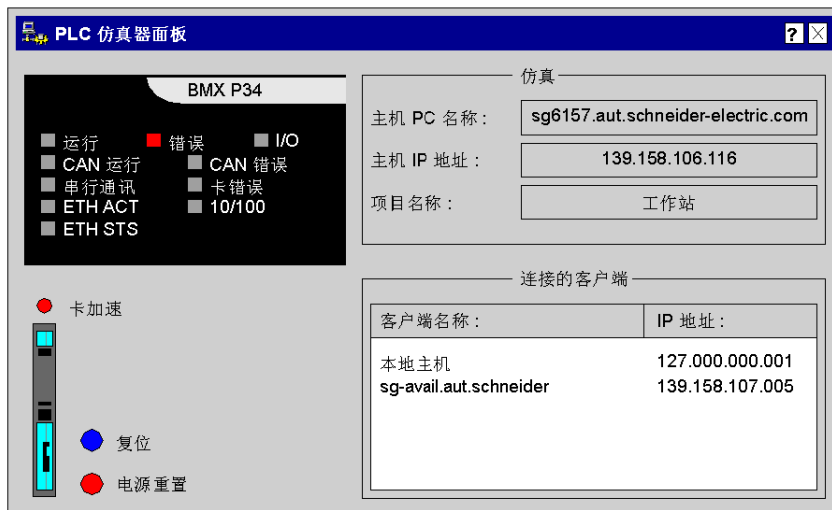 PLC 仿真器面板
BMX P34
运行 错误 I/O
CAN 运行 CAN 错误
串行通讯 卡错误
ETH ACT 10/100
ETH STS
卡加速
复位
电源重置
仿真
主机 PC 名称： sg6157.aut.schneider-electric.com
主机 IP 地址： 139.158.106.116
项目名称： 工作站
连接的客户端
客户端名称： IP 地址：
本地主机 127.000.000.001
sg-avail.aut.schneider 139.158.107.005